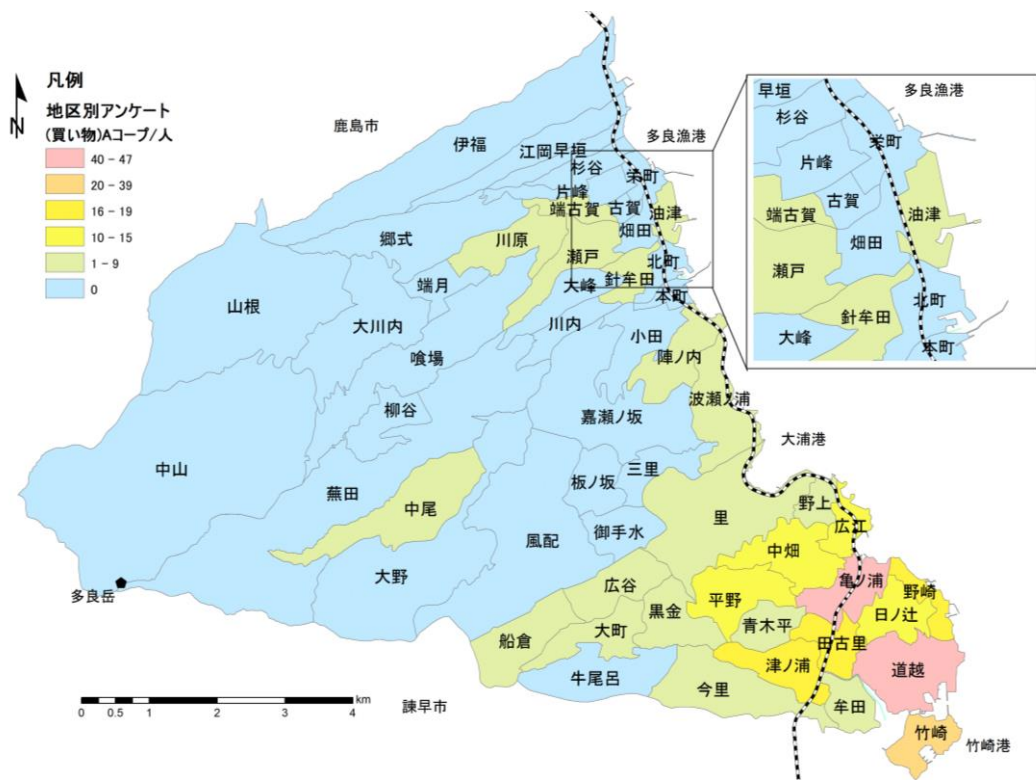 凡例
地区別アンケート
(買い物)Aコープ/人
40 - 47
20 - 39
16 - 19
10 - 15
1 - 9
0
N
鹿島市
多良漁港
伊福
江岡
早垣
杉谷
栄町
片峰
端古賀
古賀
油津
畑田
川原
郷式
瀬戸
北町
針牟田
端月
大峰
本町
山根
大川内
川内
小田
喰場
陣ノ内
波瀬ノ浦
柳谷
嘉瀬ノ坂
大浦港
中山
三里
板ノ坂
蕪田
中尾
里
野上
広江
御手水
風配
中畑
大野
亀ノ浦
多良岳
広谷
平野
野崎
黒金
日ノ辻
青木平
大町
船倉
田古里
津ノ浦
道越
牛尾呂
今里
牟田
竹崎
竹崎港
諫早市
0
0.5
1
2
3
4
km
早垣
多良漁港
杉谷
栄町
片峰
端古賀
古賀
油津
畑田
瀬戸
北町
針牟田
大峰
本町